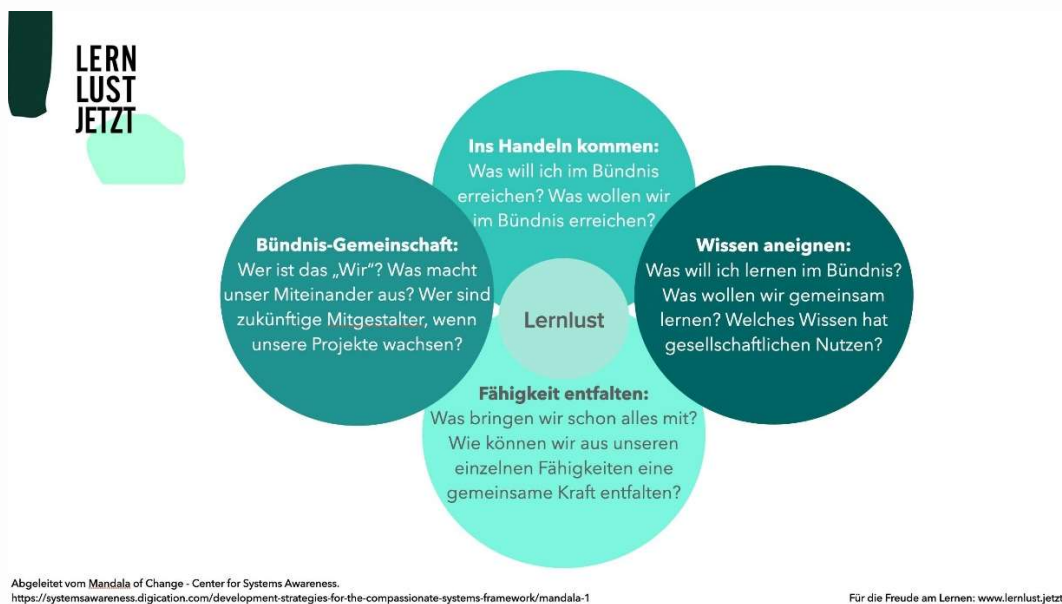 LERN
LUST
JETZT
Ins Handeln kommen:
Was will ich im Bündnis
erreichen? Was wollen wir
im Bündnis erreichen?
Bündnis-Gemeinschaft:
Wer ist das „Wir“? Was macht
unser Miteinander aus? Wer sind
zukünftige Mitgestalter, wenn
unsere Projekte wachsen?
Wissen aneignen:
Was will ich lernen im Bündnis?
Was wollen wir gemeinsam
lernen? Welches Wissen hat
gesellschaftlichen Nutzen?
Lernlust
Fähigkeit entfalten:
Was bringen wir schon alles mit?
Wie können wir aus unseren
einzelnen Fähigkeiten eine
gemeinsame Kraft entfalten?
Abgeleitet vom Mandala of Change - Center for Systems Awareness.
https://systemsawareness.digication.com/development-strategies-for-the-compassionate-systems-framework/mandala-1
Für die Freude am Lernen: www.lernlust.jetzt